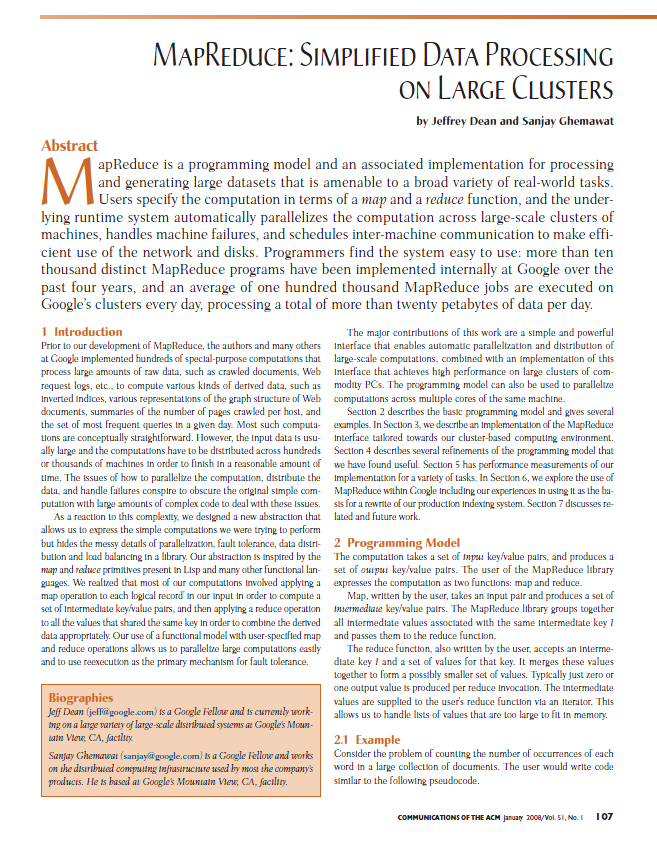 MAPREDUCE: SIMPLIFIED DATA PROCESSING
ON LARGE CLUSTERS
by Jeffrey Dean and Sanjay Ghemawat
Abstract
MapReduce is a programming model and an associated implementation for processing
and generating large datasets that is amenable to a broad variety of real-world tasks.
Users specify the computation in terms of a map and a reduce function, and the under-
lying runtime system automatically parallelizes the computation across large-scale clusters of
machines, handles machine failures, and schedules inter-machine communication to make effi-
cient use of the network and disks. Programmers find the system easy to use: more than ten
thousand distinct MapReduce programs have been implemented internally at Google over the
past four years, and an average of one hundred thousand MapReduce jobs are executed on
Google's clusters every day, processing a total of more than twenty petabytes of data per day.
1 Introduction
Prior to our development of MapReduce, the authors and many others
at Google implemented hundreds of special-purpose computations that
process large amounts of raw data, such as crawled documents, Web
request logs, etc., to compute various kinds of derived data, such as
inverted indices, various representations of the graph structure of Web
documents, summaries of the number of pages crawled per host, and
the set of most frequent queries in a given day. Most such computa-
tions are conceptually straightforward. However, the input data is usu-
ally large and the computations have to be distributed across hundreds
or thousands of machines in order to finish in a reasonable amount of
time. The issues of how to parallelize the computation, distribute the
data, and handle failures conspire to obscure the original simple com-
putation with large amounts of complex code to deal with these issues.
As a reaction to this complexity, we designed a new abstraction that
allows us to express the simple computations we were trying to perform
but hides the messy details of parallelization, fault tolerance, data distri-
bution and load balancing in a library. Our abstraction is inspired by the
map and reduce primitives present in Lisp and many other functional lan-
guages. We realized that most of our computations involved applying a
map operation to each logical record' in our input in order to compute a
set of intermediate key/value pairs, and then applying a reduce operation
to all the values that shared the same key in order to combine the derived
data appropriately. Our use of a functional model with user-specified map
and reduce operations allows us to parallelize large computations easily
and to use reexecution as the primary mechanism for fault tolerance.
Biographies
Jeff Dean (jeff@google.com) is a Google Fellow and is currently work-
ing on a large variety of large-scale distributed systems at Google's Moun-
tain View, CA, facility.
Sanjay Ghemawat (sanjay@google.com) is a Google Fellow and works
on the distributed computing infrastructure used by most the company's
products. He is based at Google's Mountain View, CA, facility.
The major contributions of this work are a simple and powerful
interface that enables automatic parallelization and distribution of
large-scale computations, combined with an implementation of this
interface that achieves high performance on large clusters of com-
modity PCs. The programming model can also be used to parallelize
computations across multiple cores of the same machine.
Section 2 describes the basic programming model and gives several
examples. In Section 3, we describe an implementation of the MapReduce
interface tailored towards our cluster-based computing environment.
Section 4 describes several refinements of the programming model that
we have found useful. Section 5 has performance measurements of our
implementation for a variety of tasks. In Section 6, we explore the use of
MapReduce within Google including our experiences in using it as the ba-
sis for a rewrite of our production indexing system. Section 7 discusses re-
lated and future work.
2 Programming Model
The computation takes a set of input key/value pairs, and produces a
set of output key/value pairs. The user of the MapReduce library
expresses the computation as two functions: map and reduce.
Map, written by the user, takes an input pair and produces a set of
intermediate key/value pairs. The MapReduce library groups together
all intermediate values associated with the same intermediate key I
and passes them to the reduce function.
The reduce function, also written by the user, accepts an interme-
diate key I and a set of values for that key. It merges these values
together to form a possibly smaller set of values. Typically just zero or
one output value is produced per reduce invocation. The intermediate
values are supplied to the user's reduce function via an iterator. This
allows us to handle lists of values that are too large to fit in memory.
2.1 Example
Consider the problem of counting the number of occurrences of each
word in a large collection of documents. The user would write code
similar to the following pseudocode.
COMMUNICATIONS OF THE ACM January 2008/Vol. 51, No. 1 107